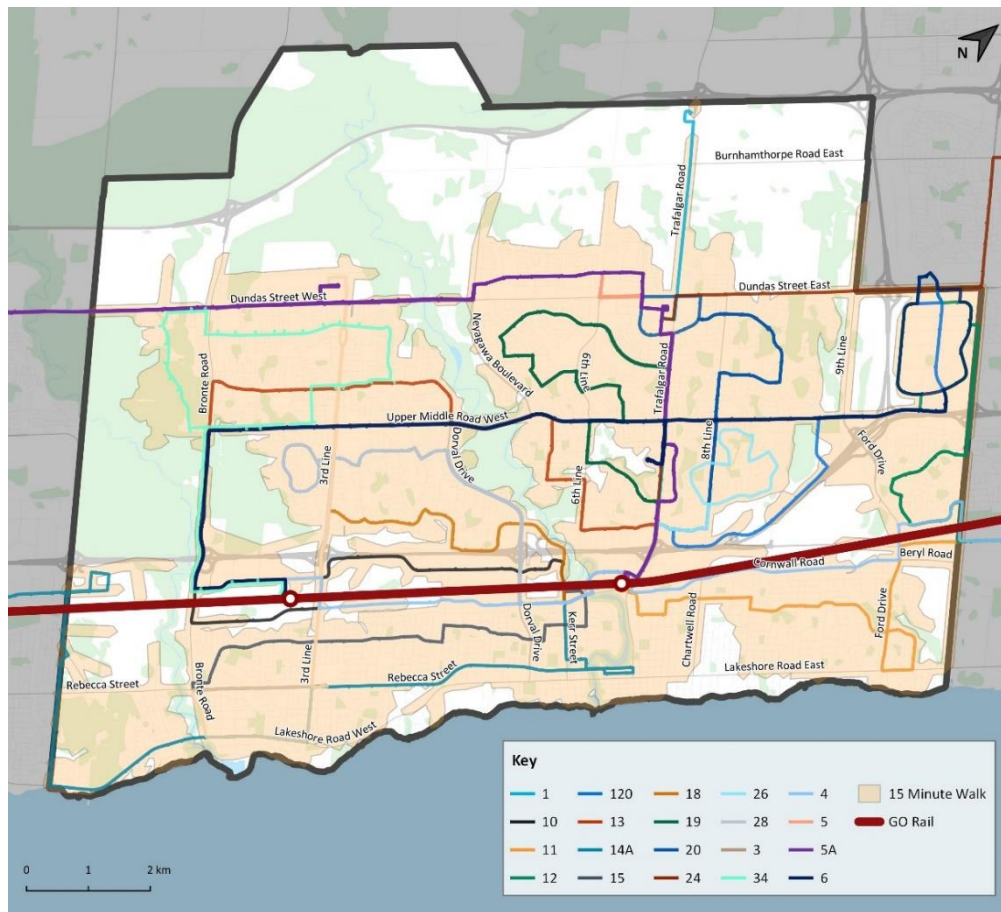 N
Burnhamthorpe Road East
Trafalgar Road
Dundas Street East
Dundas Street West
Neyagawa Boulevard
6th Line
Trafalgar Road
9th Line
Bronte Road
Upper Middle Road West
3rd Line
Dorval Drive
6th Line
8th Line
Ford Drive
Cornwall Road
Beryl Road
Ford Drive
Dorval Drive
Kerr Street
Chartwell Road
Lakeshore Road East
3rd Line
Rebecca Street
Rebecca Street
Bronte Road
Lakeshore Road West
Key
1 120 18 26 4 15 Minute Walk
10 13 19 28 5 GO Rail
11 14A 20 3 5A
12 15 24 34 6
0 1 2 km